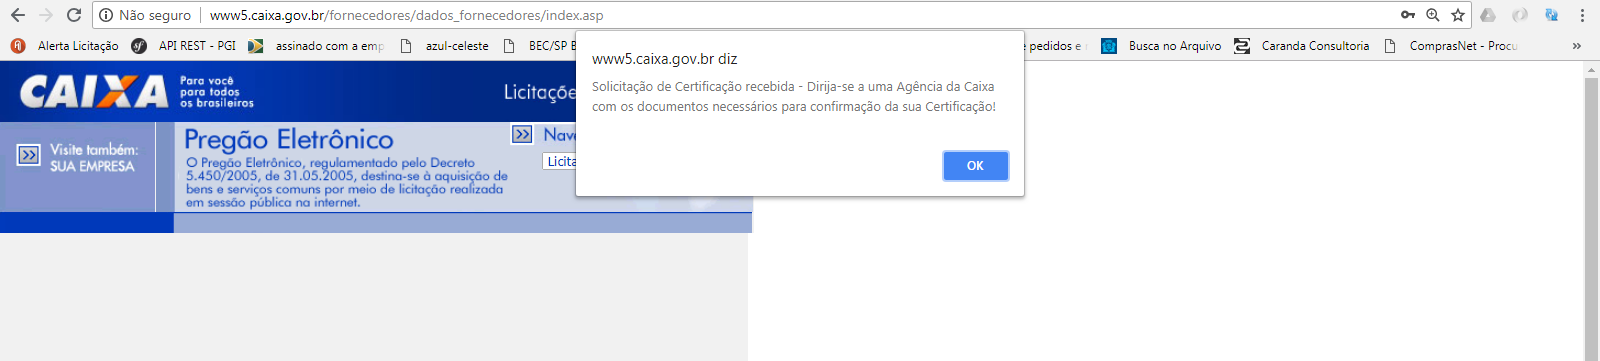 Não seguro www5.caixa.gov.br/fornecedores/dados_fornecedores/index.asp
Alerta Licitação API REST - PGI assinado com a emp azul-celeste BEC/SP B e pedidos e Busca no Arquivo Caranda Consultoria ComprasNet - Procu »
www5.caixa.gov.br diz
Solicitação de Certificação recebida - Dirija-se a uma Agência da Caixa
com os documentos necessários para confirmação da sua Certificação!
OK
CAIXA
Para você
para todos
os brasileiros
Licitações
Visite também:
SUA EMPRESA
Pregão Eletrônico
O Pregão Eletrônico, regulamentado pelo Decreto
5.450/2005, de 31.05.2005, destina-se à aquisição de
bens e serviços comuns por meio de licitação realizada
em sessão pública na internet.
Nave
Licita